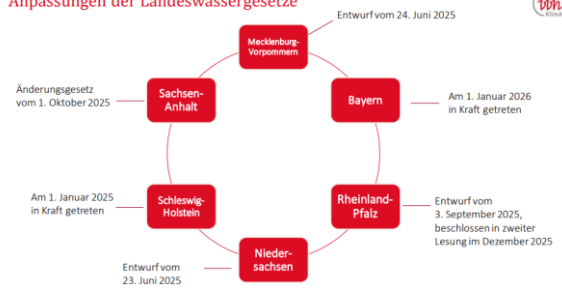 Anpassungen der Landeswassergesetze
Entwurf vom 24. Juni 2025
Mecklenburg-
Vorpommern
Änderungsgesetz
vom 1. Oktober 2025
Sachsen-
Anhalt
Bayern
Am 1. Januar 2026
in Kraft getreten
Am 1. Januar 2025
in Kraft getreten
Schleswig-
Holstein
Rheinland-
Pfalz
Entwurf vom
3. September 2025,
beschlossen in zweiter
Lesung im Dezember 2025
Nieder-
sachsen
Entwurf vom
23. Juni 2025